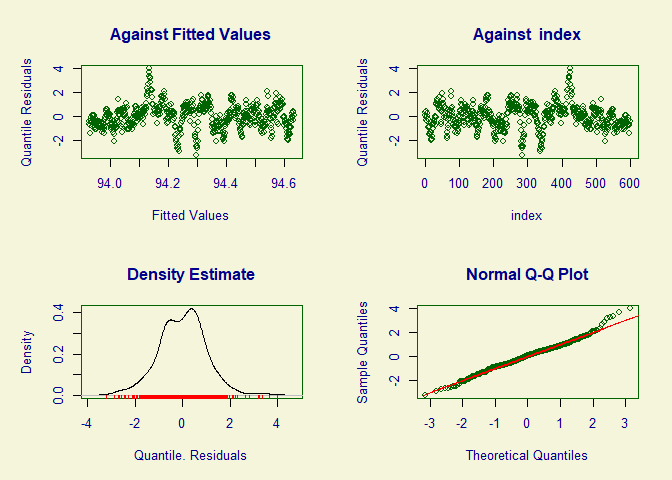 Against Fitted Values
Quantile Residuals
4
2
0
-2
94.0 94.2 94.4 94.6
Fitted Values
Against index
Quantile Residuals
4
2
0
-2
0 100 200 300 400 500 600
index
Density Estimate
Density
0.4
0.2
0.0
-4 -2 0 2 4
Quantile. Residuals
Normal Q-Q Plot
Sample Quantiles
4
2
0
-2
-3 -2 -1 0 1 2 3
Theoretical Quantiles